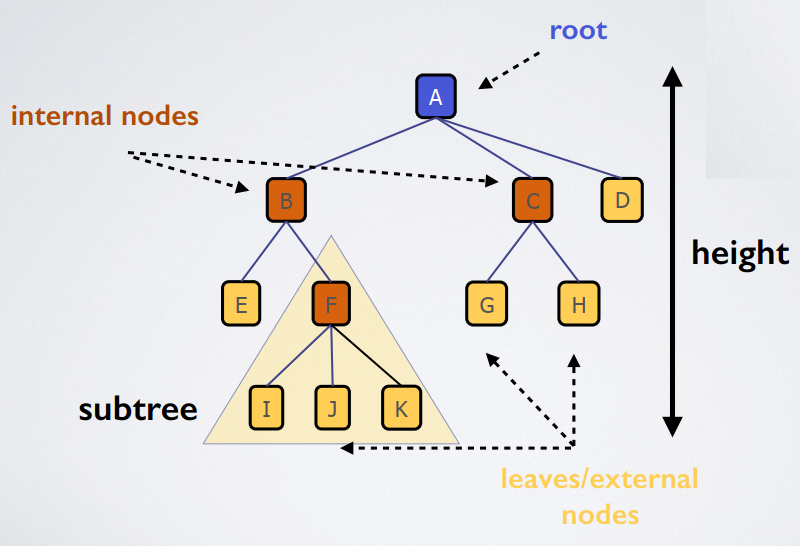 root
A
internal nodes
B
C
D
height
E
F
G
H
subtree
I
J
K
leaves/external
nodes